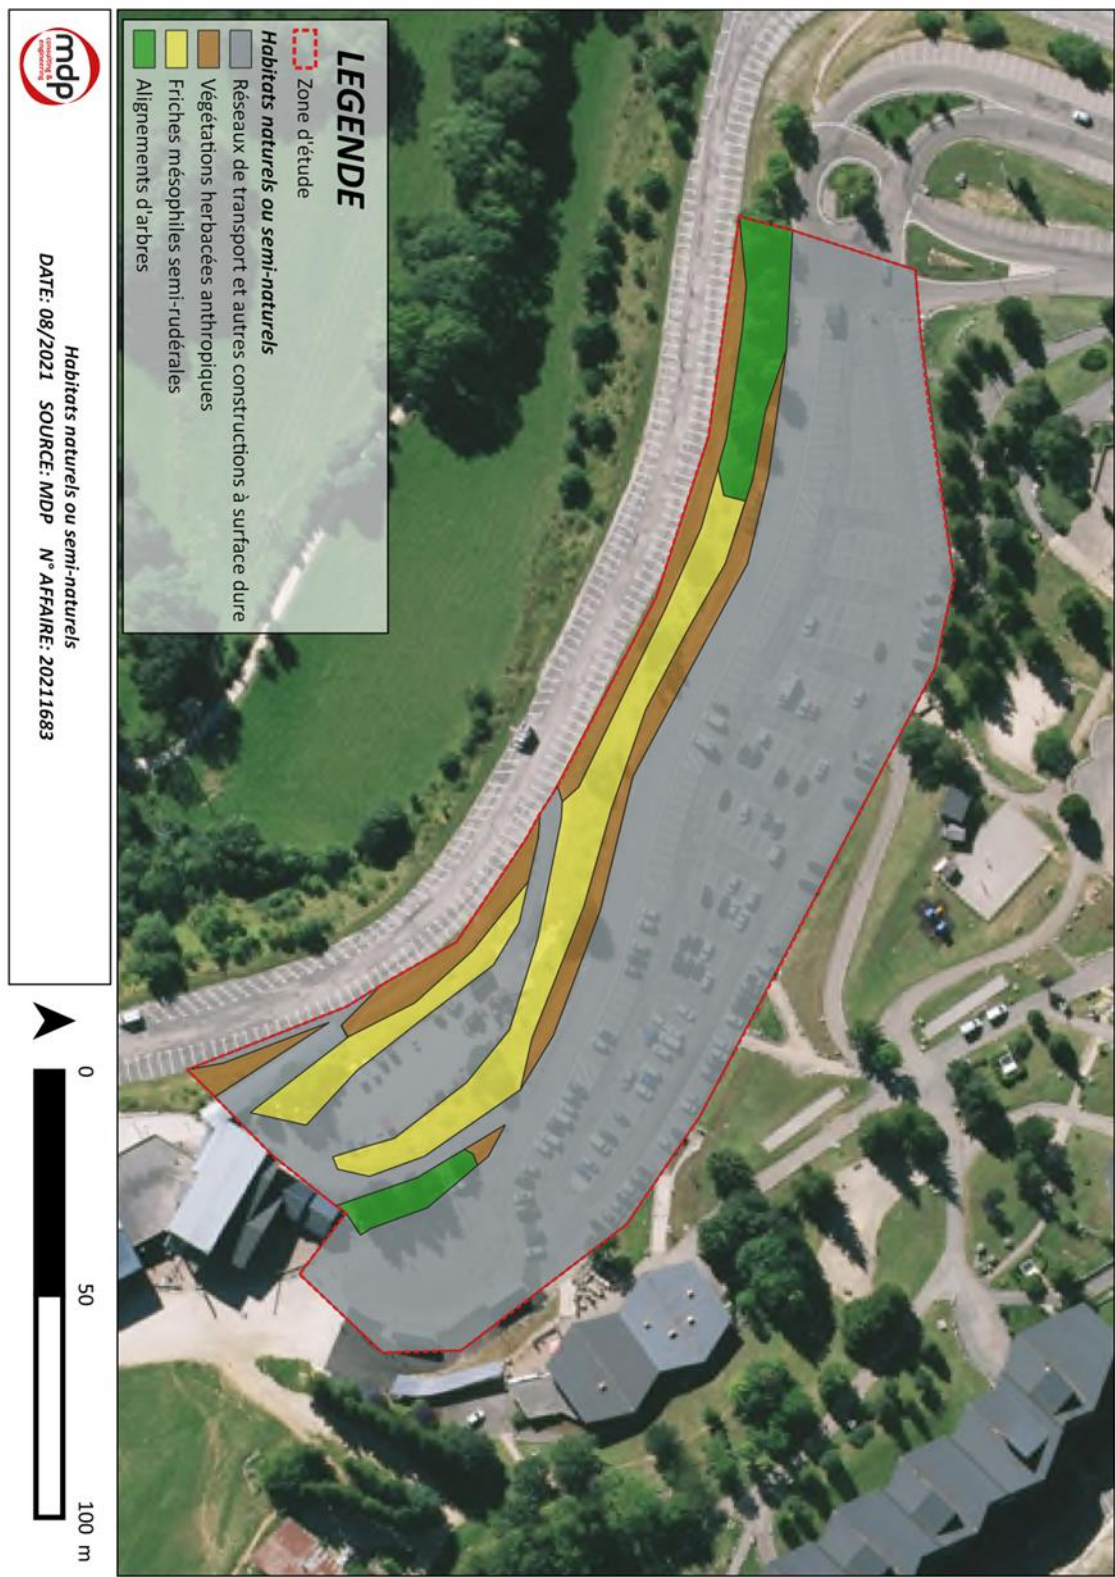 LEGENDE
Zone d'étude
Habitats naturels ou semi-naturels
Réseaux de transport et autres constructions à surface dure
Végétations herbacées anthropiques
Friches mésophiles semi-rudérales
Alignements d'arbres
mdp
consulting &
engineering
Habitats naturels ou semi-naturels
DATE: 08/2021 SOURCE: MDP N° AFFAIRE: 20211683
0 50 100 m